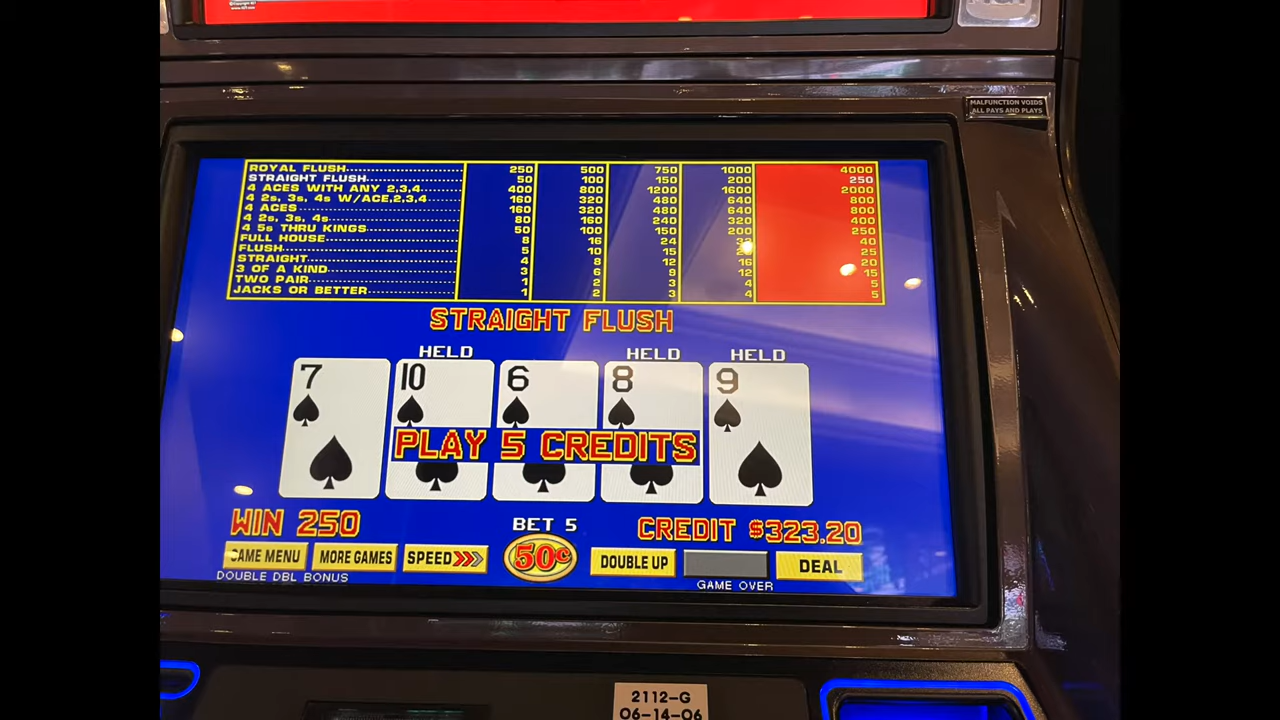 MALFUNCTION VOIDS
ALL PAYS AND PLAYS
ROYAL FLUSH 250 500 750 1000 4000
STRAIGHT FLUSH 50 100 150 200 250
4 ACES WITH ANY 2,3,4 400 800 1200 1600 2000
4 2s, 3s, 4s W/ACE,2,3,4 160 320 480 640 800
4 ACES 160 320 480 640 800
4 2s, 3s, 4s 80 160 240 320 400
4 5s THRU KINGS 50 100 150 200 250
FULL HOUSE 8 16 24 32 40
FLUSH 5 10 15 20 25
STRAIGHT 4 8 12 16 20
3 OF A KIND 3 6 9 12 15
TWO PAIR 1 2 3 4 5
JACKS OR BETTER 1 2 3 4 5
STRAIGHT FLUSH
HELD HELD HELD
7 10 6 8 9
PLAY 5 CREDITS
WIN 250 BET 5 CREDIT $323.20
GAME MENU MORE GAMES SPEED 50¢ DOUBLE UP DEAL
DOUBLE DBL BONUS GAME OVER
2112-G
06-14-06